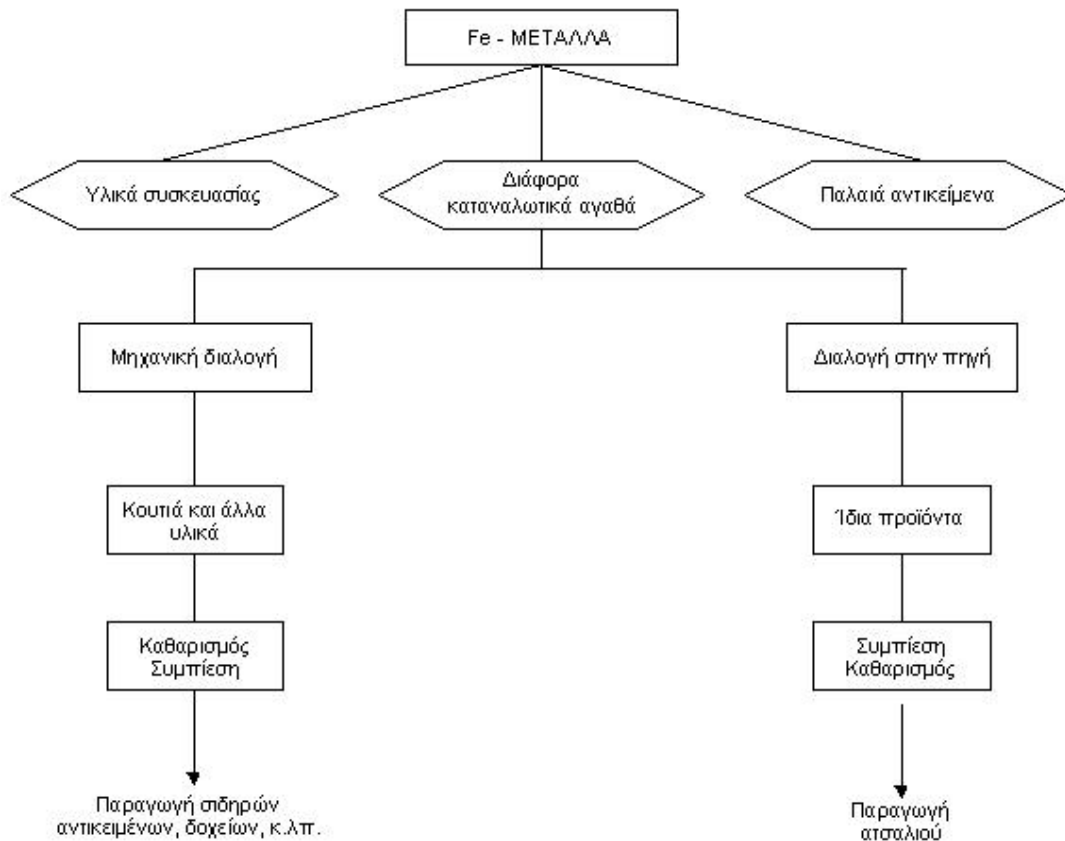 Fe - ΜΕΤΑΛΛΑ
Υλικά συσκευασίας
Διάφορα
καταναλωτικά αγαθά
Παλαιά αντικείμενα
Μηχανική διαλογή
Διαλογή στην πηγή
Κουτιά και άλλα
υλικά
Ίδια προϊόντα
Καθαρισμός
Συμπίεση
Συμπίεση
Καθαρισμός
Παραγωγή σιδηρών
αντικειμένων, δοχείων, κ.λπ.
Παραγωγή
ατσαλιού